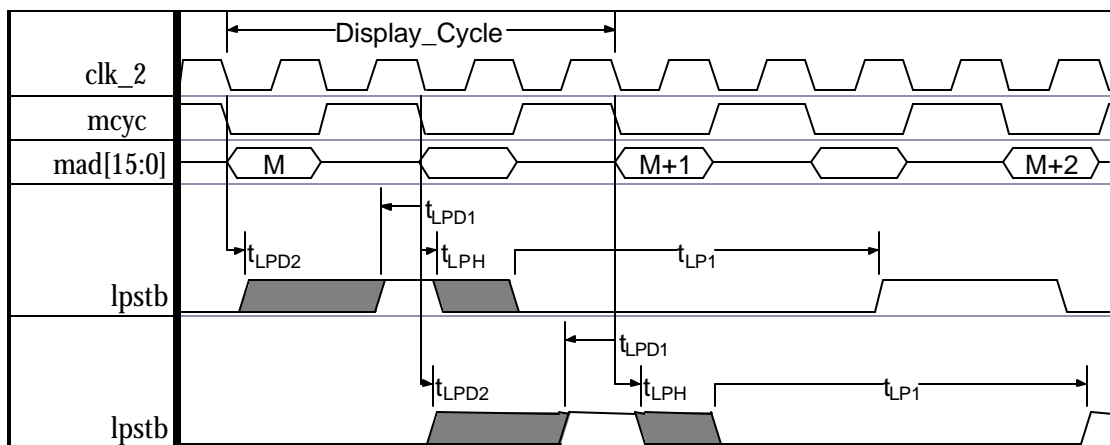 Display_Cycle
clk_2
mcyc
mad[15:0] M M+1 M+2
tLPD1
tLPD2 tLPH tLP1
lpstb
tLPD1
tLPD2 tLPH tLP1
lpstb